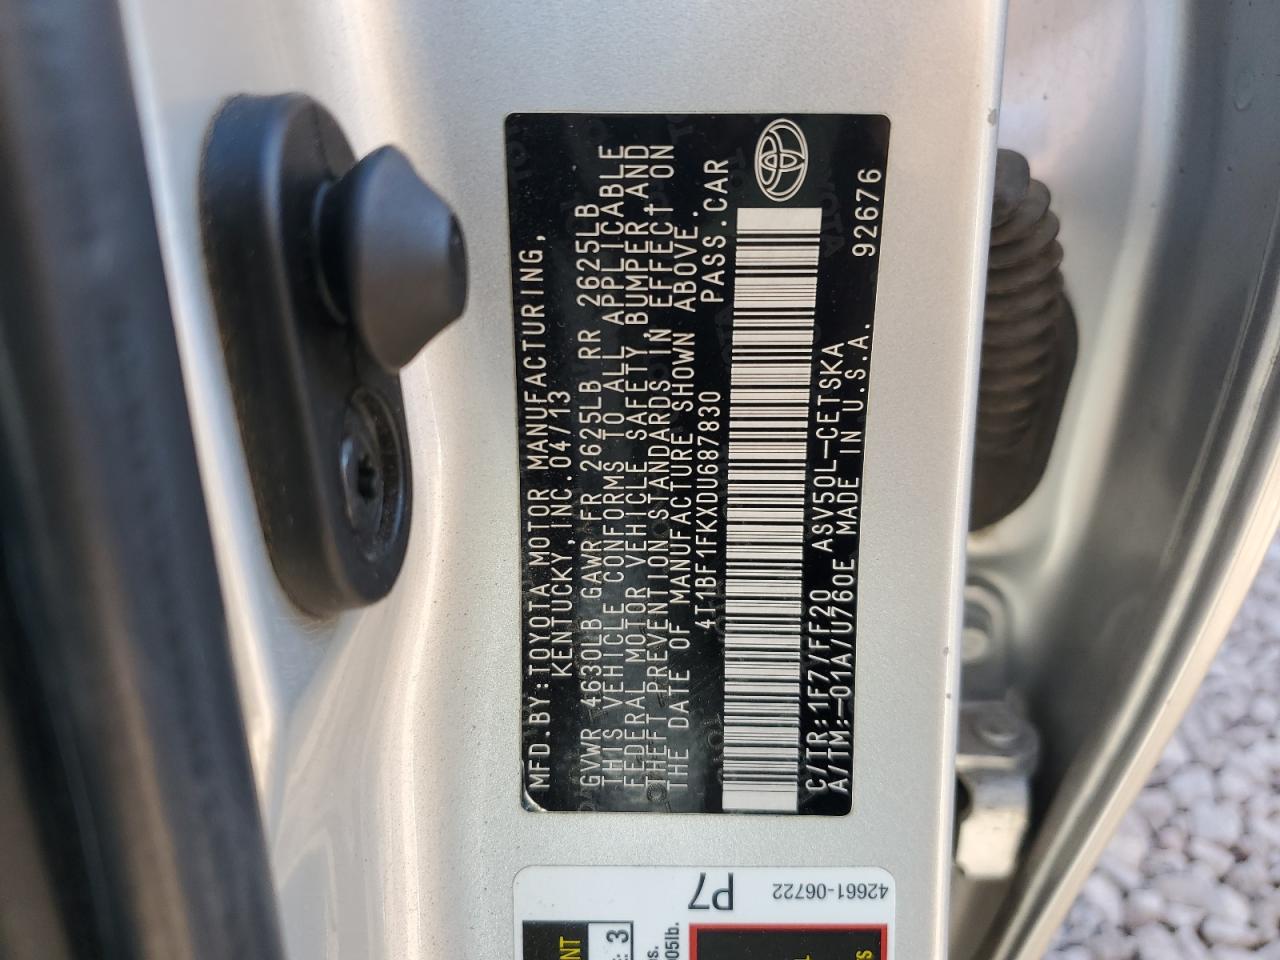 MFD.BY:TOYOTA MOTOR MANUFACTURING,
KENTUCKY,INC.04/13
GVWR 4630LB GAWR FR 2625LB RR 2625LB
THIS VEHICLE CONFORMS TO ALL APPLICABLE
FEDERAL MOTOR VEHICLE SAFETY,BUMPER,AND
THEFT PREVENTION STANDARDS IN EFFECT ON
THE DATE OF MANUFACTURE SHOWN ABOVE.
4T1BF1FKXDU687830 PASS.CAR
C/TR:1F7/FF20 ASV50L-CETSKA 92676
A/TM:-01A/U760E MADE IN U.S.A.
P7
42661-06722
3